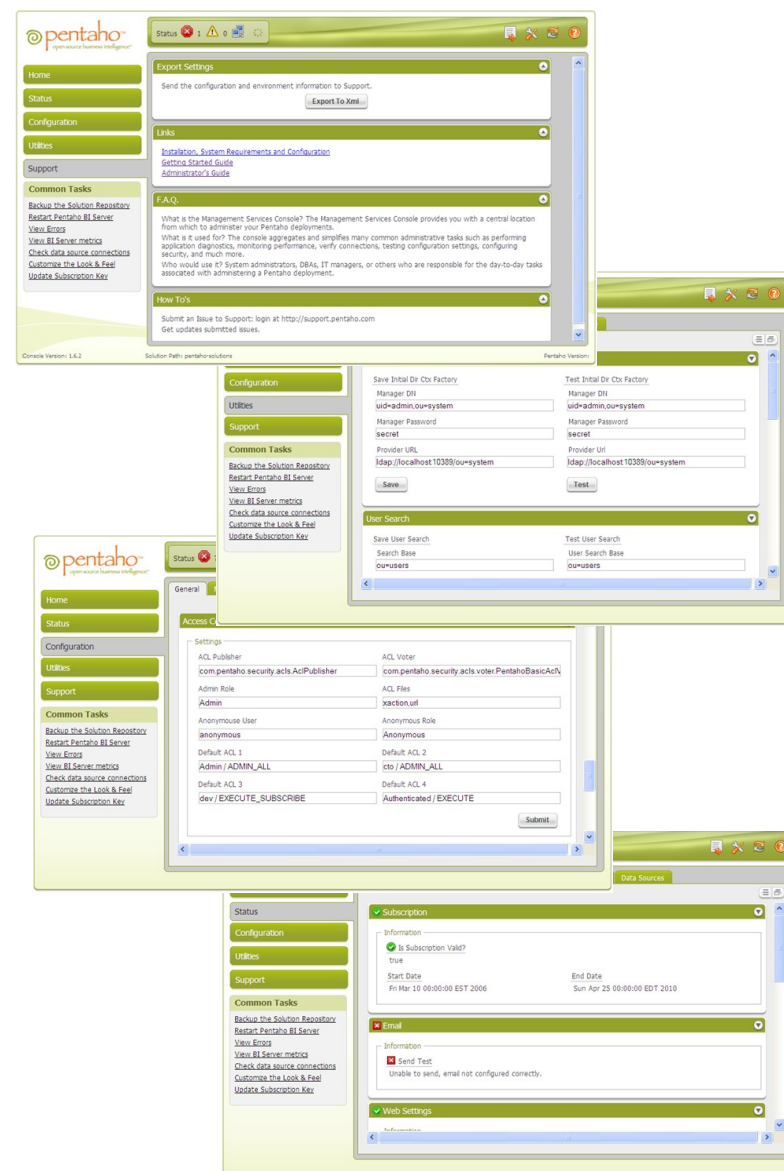 pentaho™
open source business intelligence™
Status 1 0
Home
Status
Configuration
Utilities
Support
Common Tasks
Backup the Solution Repository
Restart Pentaho BI Server
View Errors
View BI Server metrics
Check data source connections
Customize the Look & Feel
Update Subscription Key
Export Settings
Send the configuration and environment information to Support.
Export To Xml
Links
Installation, System Requirements and Configuration
Getting Started Guide
Administrator's Guide
F.A.Q.
What is the Management Services Console? The Management Services Console provides you with a central location
from which to administer your Pentaho deployments.
What is it used for? The console aggregates and simplifies many common administrative tasks such as performing
application diagnostics, monitoring performance, verify connections, testing configuration settings, configuring
security, and much more.
Who would use it? System administrators, DBAs, IT managers, or others who are responsible for the day-to-day tasks
associated with administering a Pentaho deployment.
How To's
Submit an Issue to Support: login at http://support.pentaho.com
Get updates submitted issues.
Console Version: 1.6.2
Solution Path: pentaho-solutions
Pentaho Version:
Configuration
Utilities
Support
Common Tasks
Backup the Solution Repository
Restart Pentaho BI Server
View Errors
View BI Server metrics
Check data source connections
Customize the Look & Feel
Update Subscription Key
Save Initial Dir Ctx Factory
Test Initial Dir Ctx Factory
Manager DN
Manager DN
uid=admin,ou=system
uid=admin,ou=system
Manager Password
Manager Password
secret
secret
Provider URL
Provider Url
ldap://localhost:10389/ou=system
ldap://localhost:10389/ou=system
Save
Test
User Search
Save User Search
Test User Search
Search Base
User Search Base
ou=users
ou=users
pentaho™
open source business intelligence™
Status
Home
Status
Configuration
Utilities
Support
Common Tasks
Backup the Solution Repository
Restart Pentaho BI Server
View Errors
View BI Server metrics
Check data source connections
Customize the Look & Feel
Update Subscription Key
General
Settings
ACL Publisher
ACL Voter
com.pentaho.security.acls.AclPublisher
com.pentaho.security.acls.voter.PentahoBasicAclV
Admin Role
ACL Files
Admin
xaction,url
Anonymouse User
Anonymous Role
anonymous
Anonymous
Default ACL 1
Default ACL 2
Admin / ADMIN_ALL
cto / ADMIN_ALL
Default ACL 3
Default ACL 4
dev / EXECUTE_SUBSCRIBE
Authenticated / EXECUTE
Submit
Data Sources
Status
Configuration
Utilities
Support
Common Tasks
Backup the Solution Repository
Restart Pentaho BI Server
View Errors
View BI Server metrics
Check data source connections
Customize the Look & Feel
Update Subscription Key
Subscription
Information
Is Subscription Valid?
true
Start Date
End Date
Fri Mar 10 00:00:00 EST 2006
Sun Apr 25 00:00:00 EDT 2010
Email
Information
Send Test
Unable to send, email not configured correctly.
Web Settings